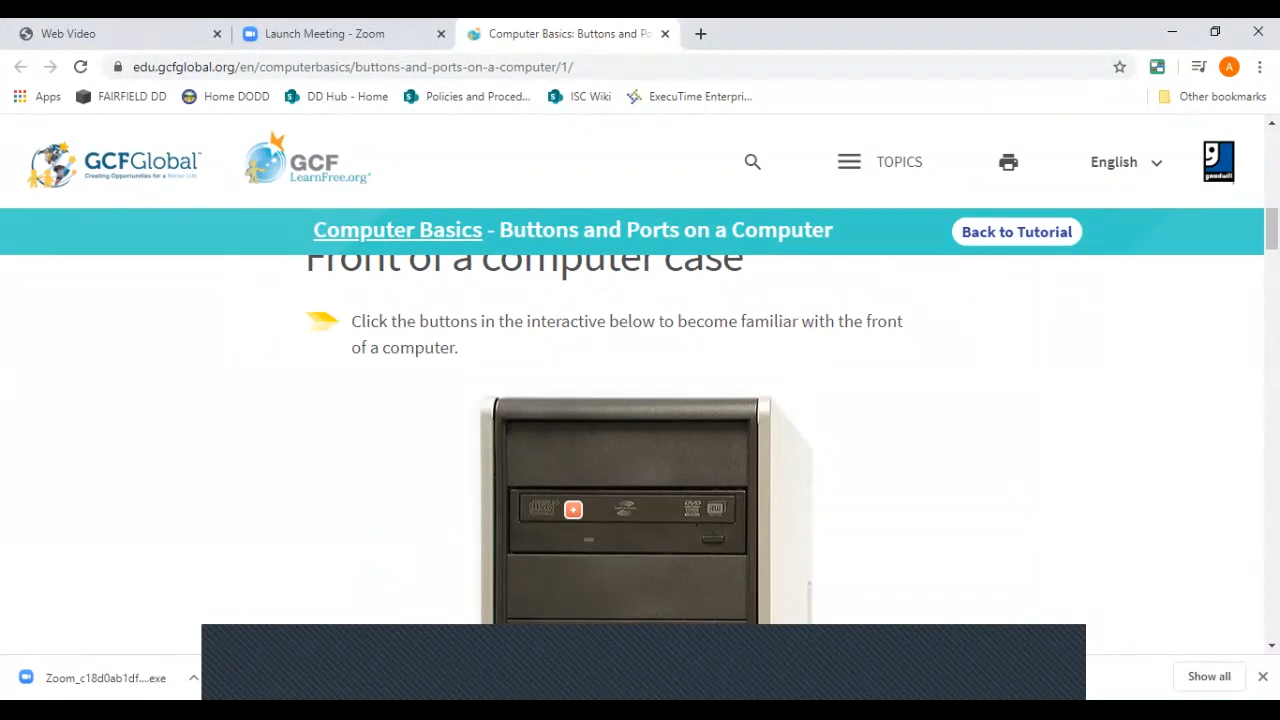 Web Video
Launch Meeting - Zoom
Computer Basics: Buttons and Po
edu.gcfglobal.org/en/computerbasics/buttons-and-ports-on-a-computer/1/
A
Apps
FAIRFIELD DD
Home DODD
DD Hub - Home
Policies and Proced...
ISC Wiki
ExecuTime Enterpri...
Other bookmarks
GCFGlobal™
Creating Opportunities for a Better Life
GCF
LearnFree.org®
TOPICS
English
goodwill
Computer Basics - Buttons and Ports on a Computer
Back to Tutorial
Front of a computer case
Click the buttons in the interactive below to become familiar with the front
of a computer.
DVD
Zoom_c18d0ab1df....exe
Show all